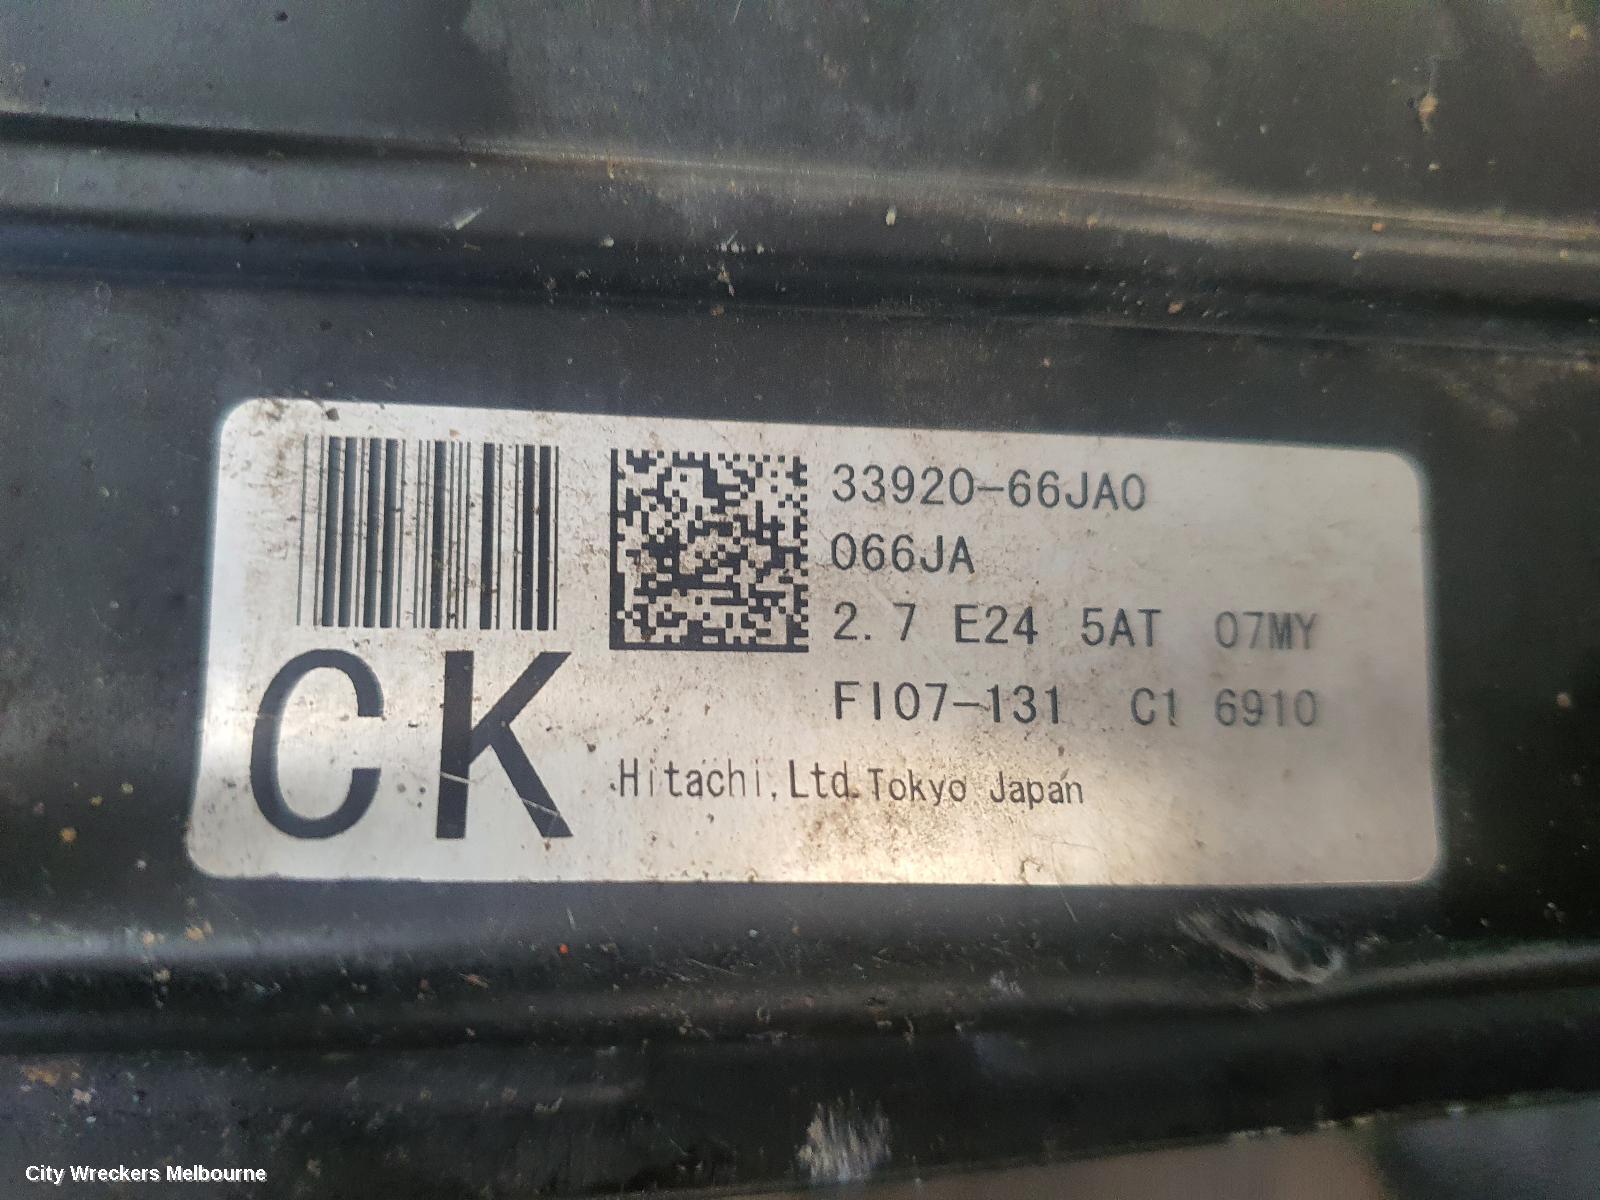 33920-66JA0
066JA
2.7 E24 5AT 07MY
FI07-131 C1 6910
CK
Hitachi,Ltd.Tokyo Japan
City Wreckers Melbourne